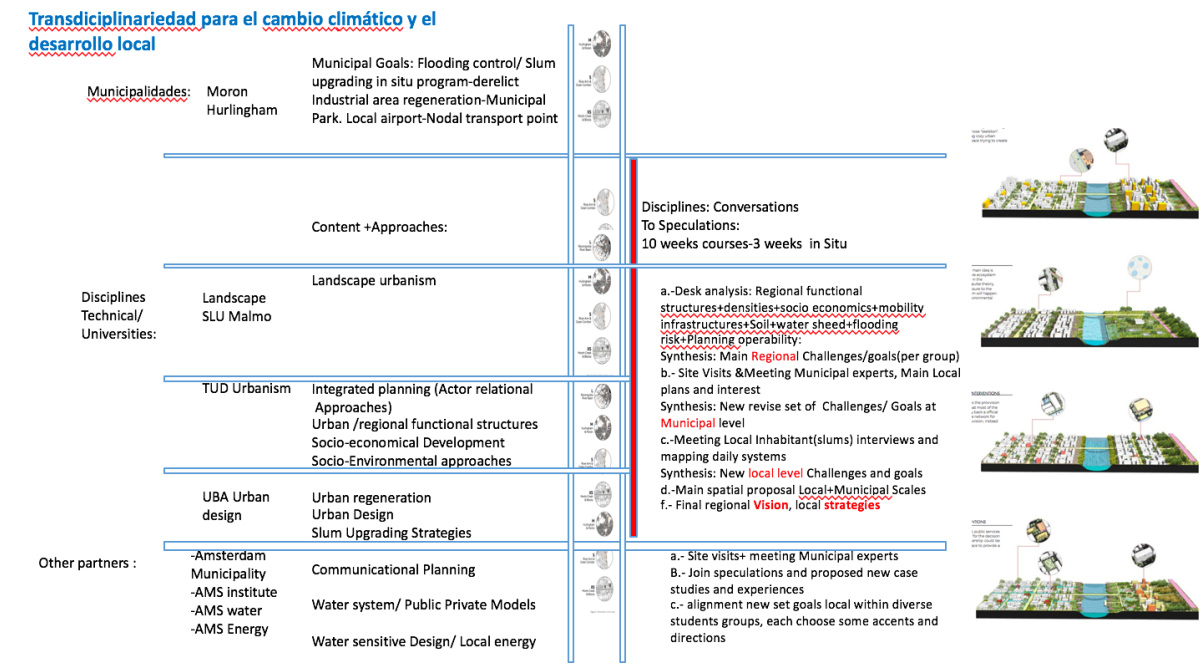 Transdiciplinariedad para el cambio climático y el
desarrollo local
Municipalidades:
Moron
Hurlingham
Municipal Goals: Flooding control/ Slum
upgrading in situ program-derelict
Industrial area regeneration-Municipal
Park. Local airport-Nodal transport point
Content +Approaches:
Disciplines: Conversations
To Speculations:
10 weeks courses-3 weeks in Situ
Disciplines
Technical/
Universities:
Landscape
SLU Malmo
Landscape urbanism
TUD Urbanism
Integrated planning (Actor relational
Approaches)
Urban /regional functional structures
Socio-economical Development
Socio-Environmental approaches
UBA Urban
design
Urban regeneration
Urban Design
Slum Upgrading Strategies
a.-Desk analysis: Regional functional
structures+densities+socio economics+mobility
infrastructures+Soil+water sheed+flooding
risk+Planning operability:
Synthesis: Main Regional Challenges/goals(per group)
b.- Site Visits &Meeting Municipal experts, Main Local
plans and interest
Synthesis: New revise set of Challenges/ Goals at
Municipal level
c.-Meeting Local Inhabitant(slums) interviews and
mapping daily systems
Synthesis: New local level Challenges and goals
d.-Main spatial proposal Local+Municipal Scales
f.- Final regional Vision, local strategies
Other partners :
-Amsterdam
Municipality
-AMS institute
-AMS water
-AMS Energy
Communicational Planning
Water system/ Public Private Models
Water sensitive Design/ Local energy
a.- Site visits+ meeting Municipal experts
B.- Join speculations and proposed new case
studies and experiences
c.- alignment new set goals local within diverse
students groups, each choose some accents and
directions